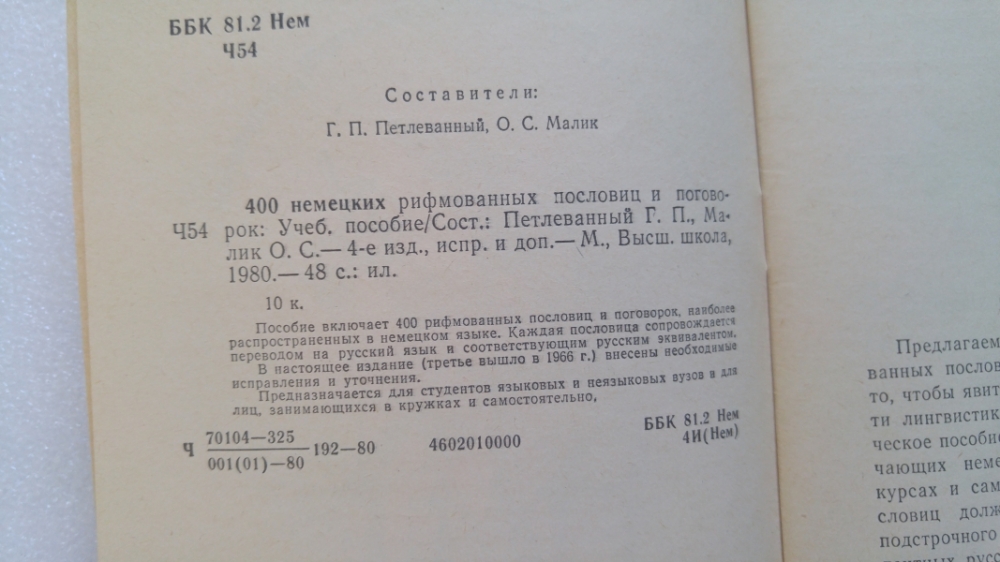 ББК 81.2 Нем
Ч54
Составители:
Г. П. Петлеванный, О. С. Малик
400 немецких рифмованных пословиц и погово-
Ч54 рок: Учеб. пособие/Сост.: Петлеванный Г. П., Ма-
лик О. С.— 4-е изд., испр. и доп.— М., Высш. школа,
1980.— 48 с.: ил.
10 к.
Пособие включает 400 рифмованных пословиц и поговорок, наиболее
распространенных в немецком языке. Каждая пословица сопровождается
переводом на русский язык и соответствующим русским эквивалентом.
В настоящее издание (третье вышло в 1966 г.) внесены необходимые
исправления и уточнения.
Предназначается для студентов языковых и неязыковых вузов и для
лиц, занимающихся в кружках и самостоятельно.
Ч 70104—325
001(01)—80 192—80 4602010000
ББК 81.2 Нем
4И(Нем)
Предлагаем
ванных послов
то, чтобы явит
ти лингвистик
ческое пособие
чающих неме
курсах и сам
словиц долж
подстрочного